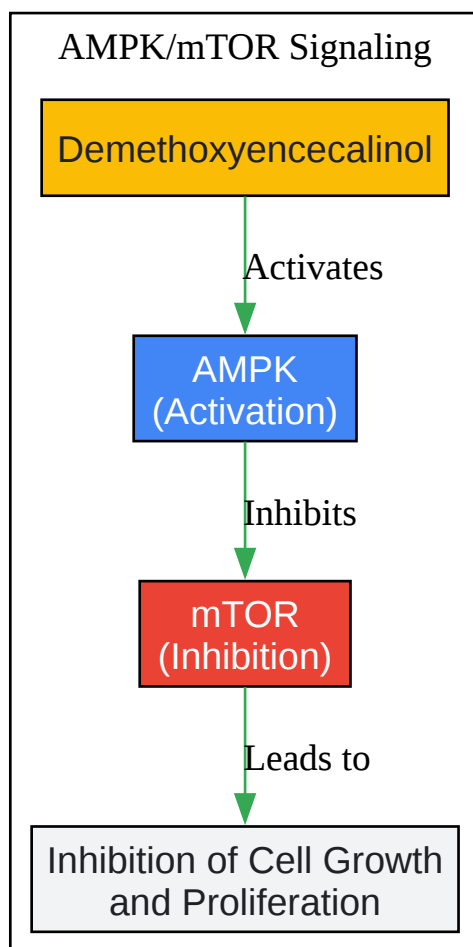 AMPK/mTOR Signaling
Demethoxyencecalinol
Activates
AMPK
(Activation)
Inhibits
mTOR
(Inhibition)
Leads to
Inhibition of Cell Growth
and Proliferation